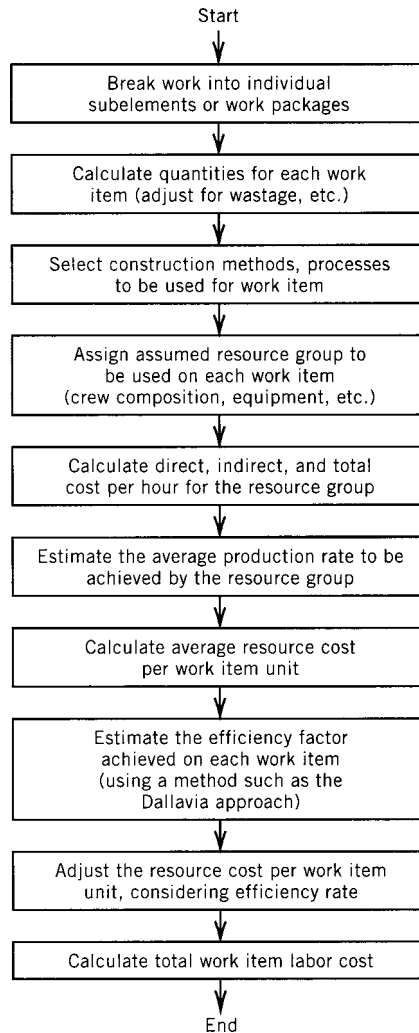 Start
Break work into individual
subelements or work packages
Calculate quantities for each work
item (adjust for wastage, etc.)
Select construction methods, processes
to be used for work item
Assign assumed resource group to
be used on each work item
(crew composition, equipment, etc.)
Calculate direct, indirect, and total
cost per hour for the resource group
Estimate the average production rate to be
achieved by the resource group
Calculate average resource cost
per work item unit
Estimate the efficiency factor
achieved on each work item
(using a method such as the
Dallavia approach)
Adjust the resource cost per work item
unit, considering efficiency rate
Calculate total work item labor cost
End